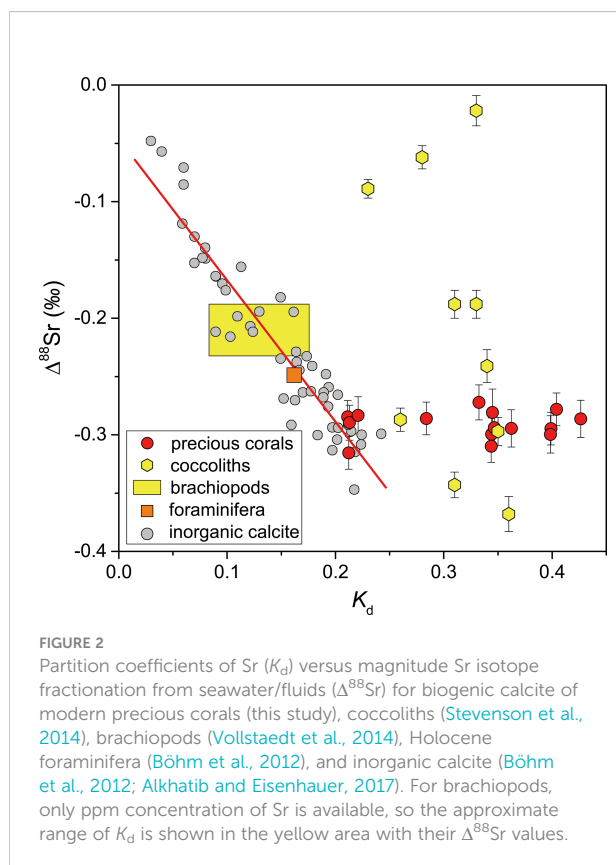 0.0
-0.1
-0.2
-0.3
-0.4
Δ⁸⁸Sr (‰)
precious corals
coccoliths
brachiopods
foraminifera
inorganic calcite
0.0 0.1 0.2 0.3 0.4
Kd
FIGURE 2
Partition coefficients of Sr (Kd) versus magnitude Sr isotope
fractionation from seawater/fluids (Δ⁸⁸Sr) for biogenic calcite of
modern precious corals (this study), coccoliths (Stevenson et al.,
2014), brachiopods (Vollstaedt et al., 2014), Holocene
foraminifera (Böhm et al., 2012), and inorganic calcite (Böhm
et al., 2012; Alkhatib and Eisenhauer, 2017). For brachiopods,
only ppm concentration of Sr is available, so the approximate
range of Kd is shown in the yellow area with their Δ⁸⁸Sr values.